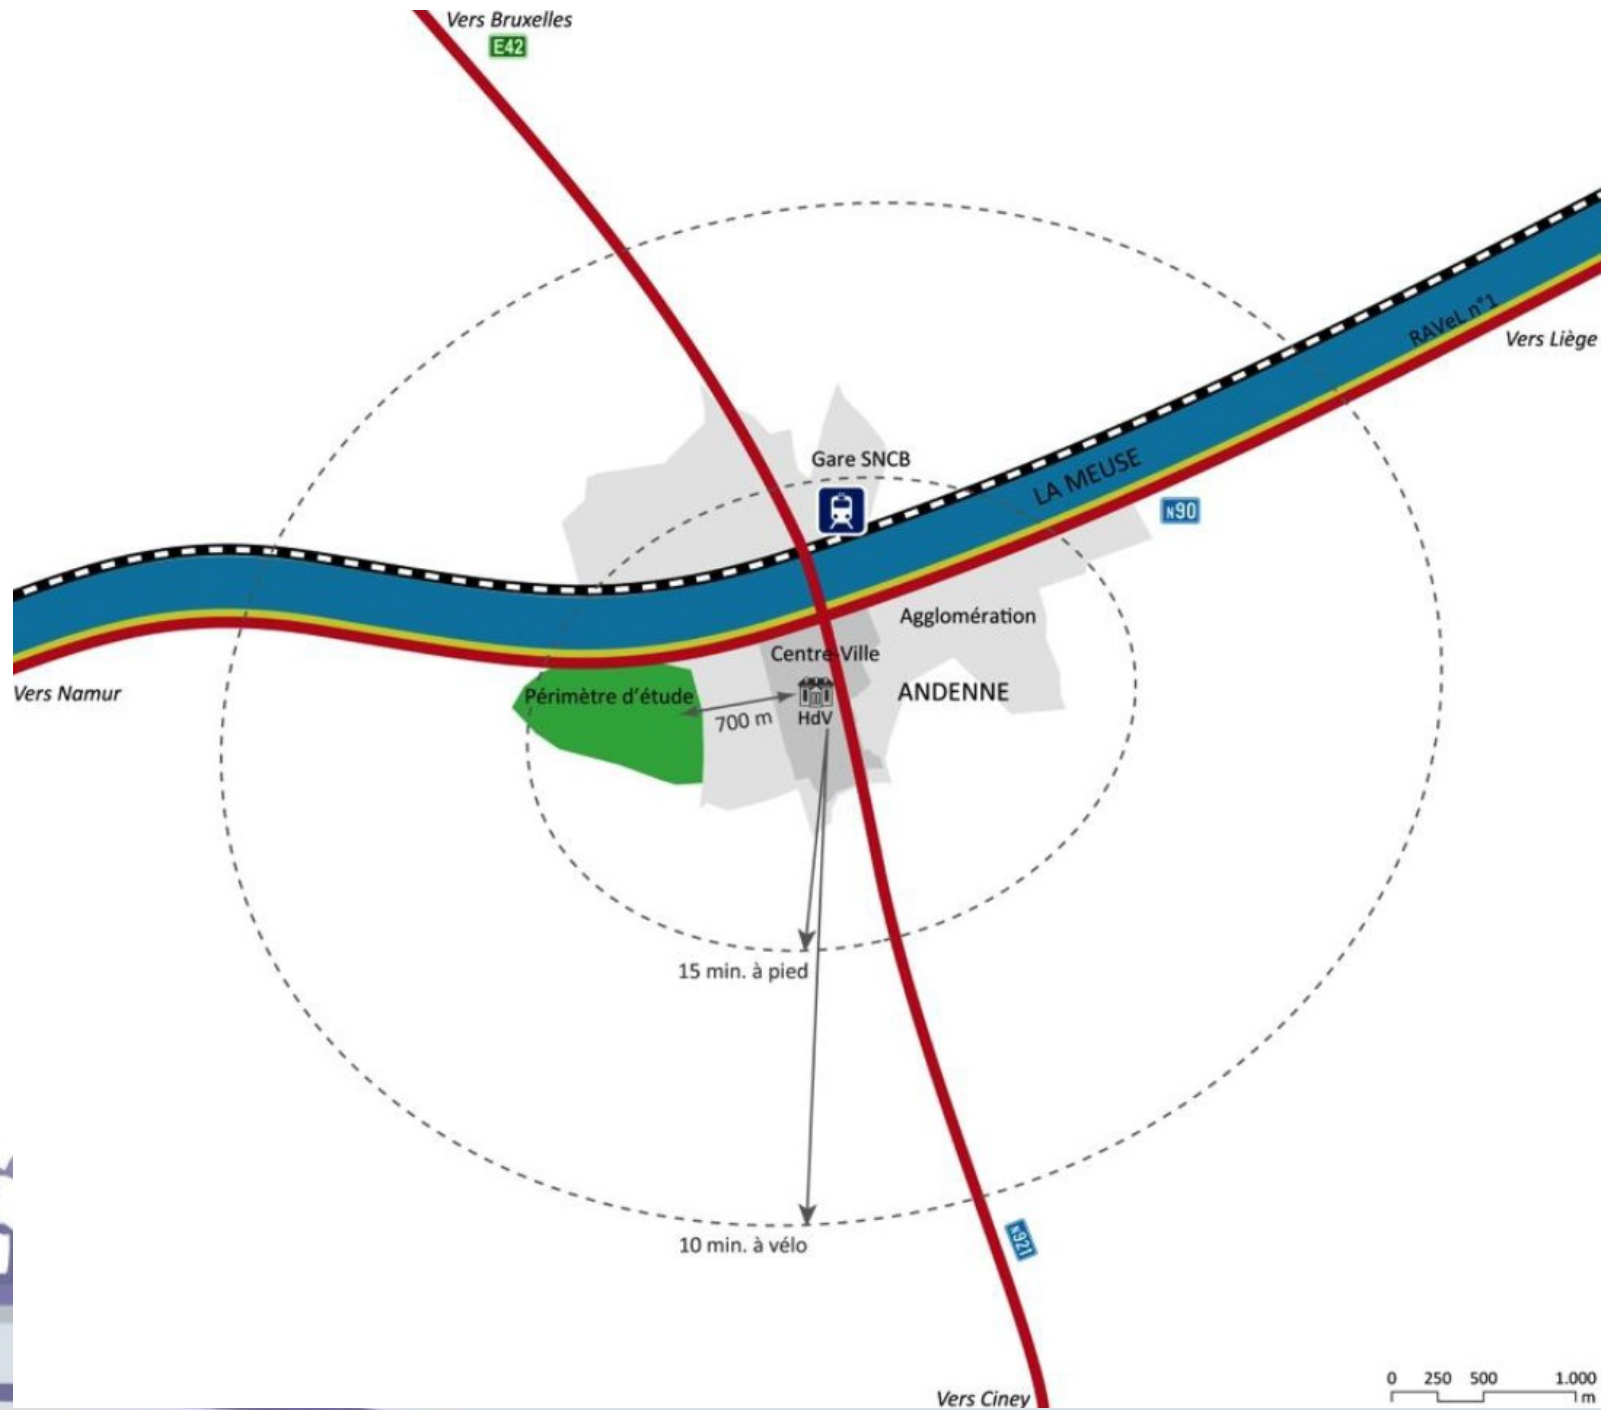 Vers Bruxelles
E42
RAVeL n°1
Vers Liège
Gare SNCB
LA MEUSE
N90
Agglomération
Centre-Ville
Vers Namur
Périmètre d'étude
ANDENNE
700 m
HdV
15 min. à pied
10 min. à vélo
N921
Vers Ciney
0 250 500 1.000
m